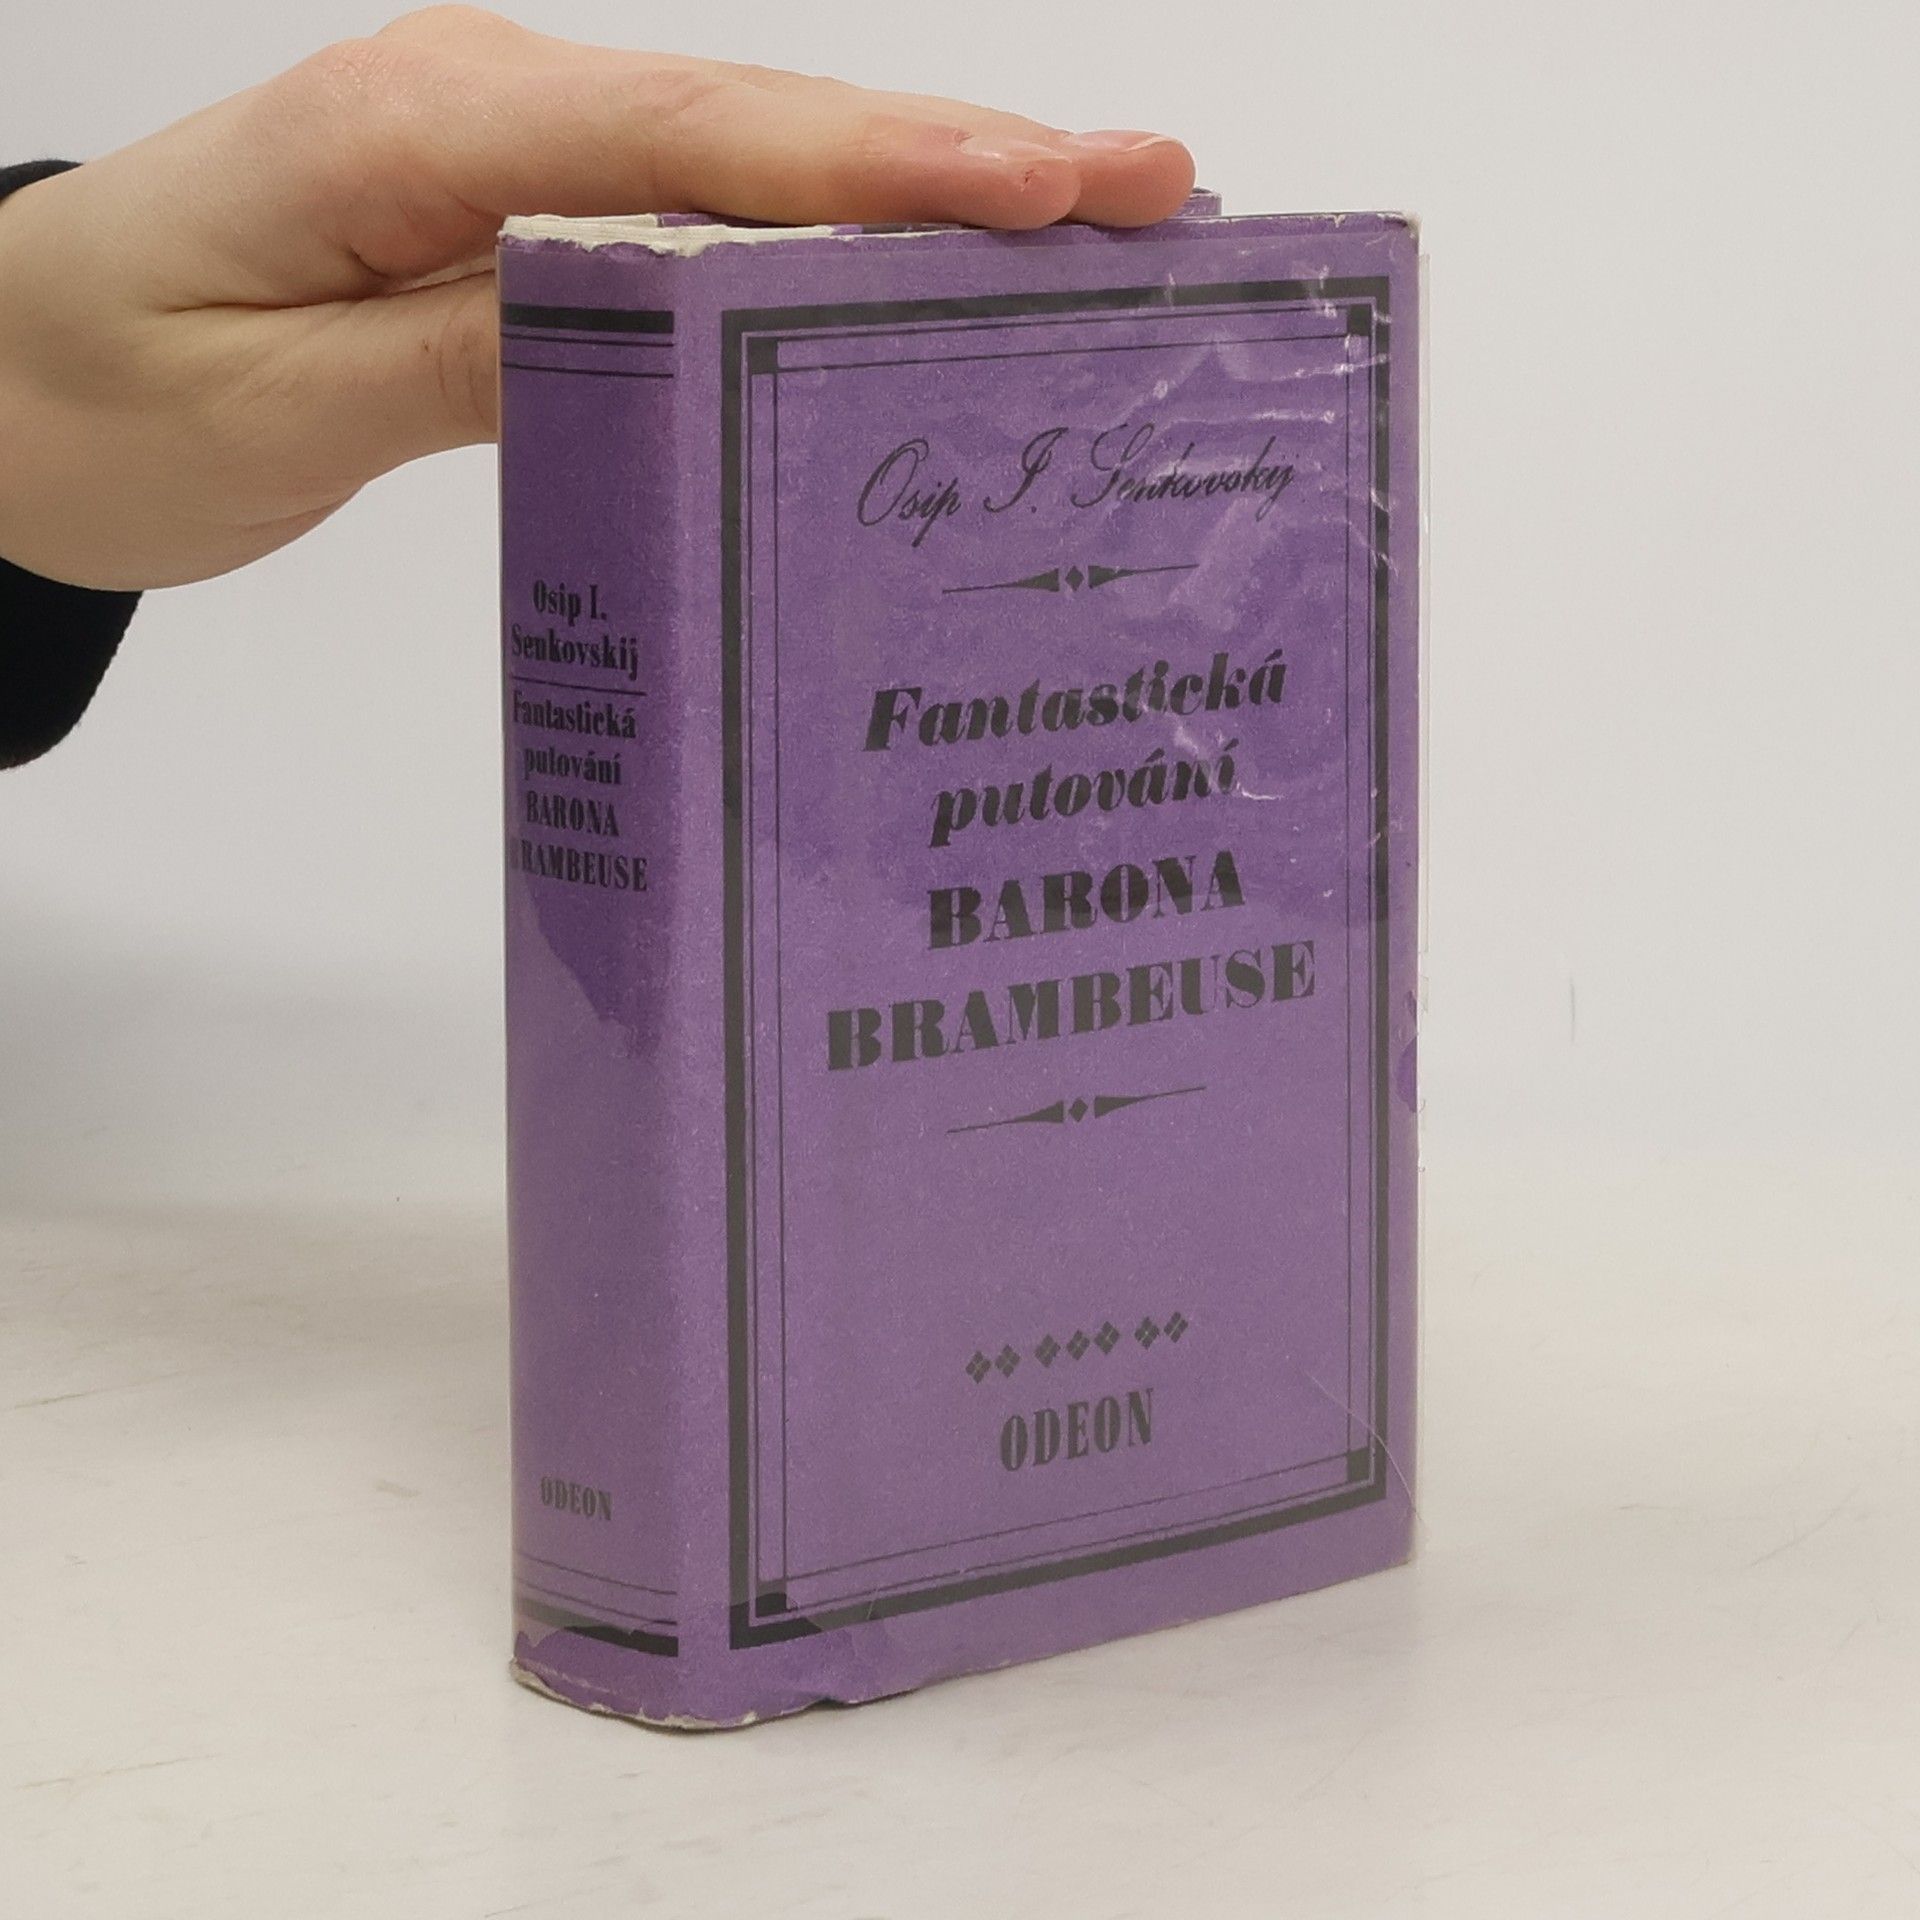 Osip I.
Senkovskij
Fantastická
putování
BARONA
BRAMBEUSE
ODEON
Osip I. Senkovskij
Fantastická
putování
BARONA
BRAMBEUSE
ODEON